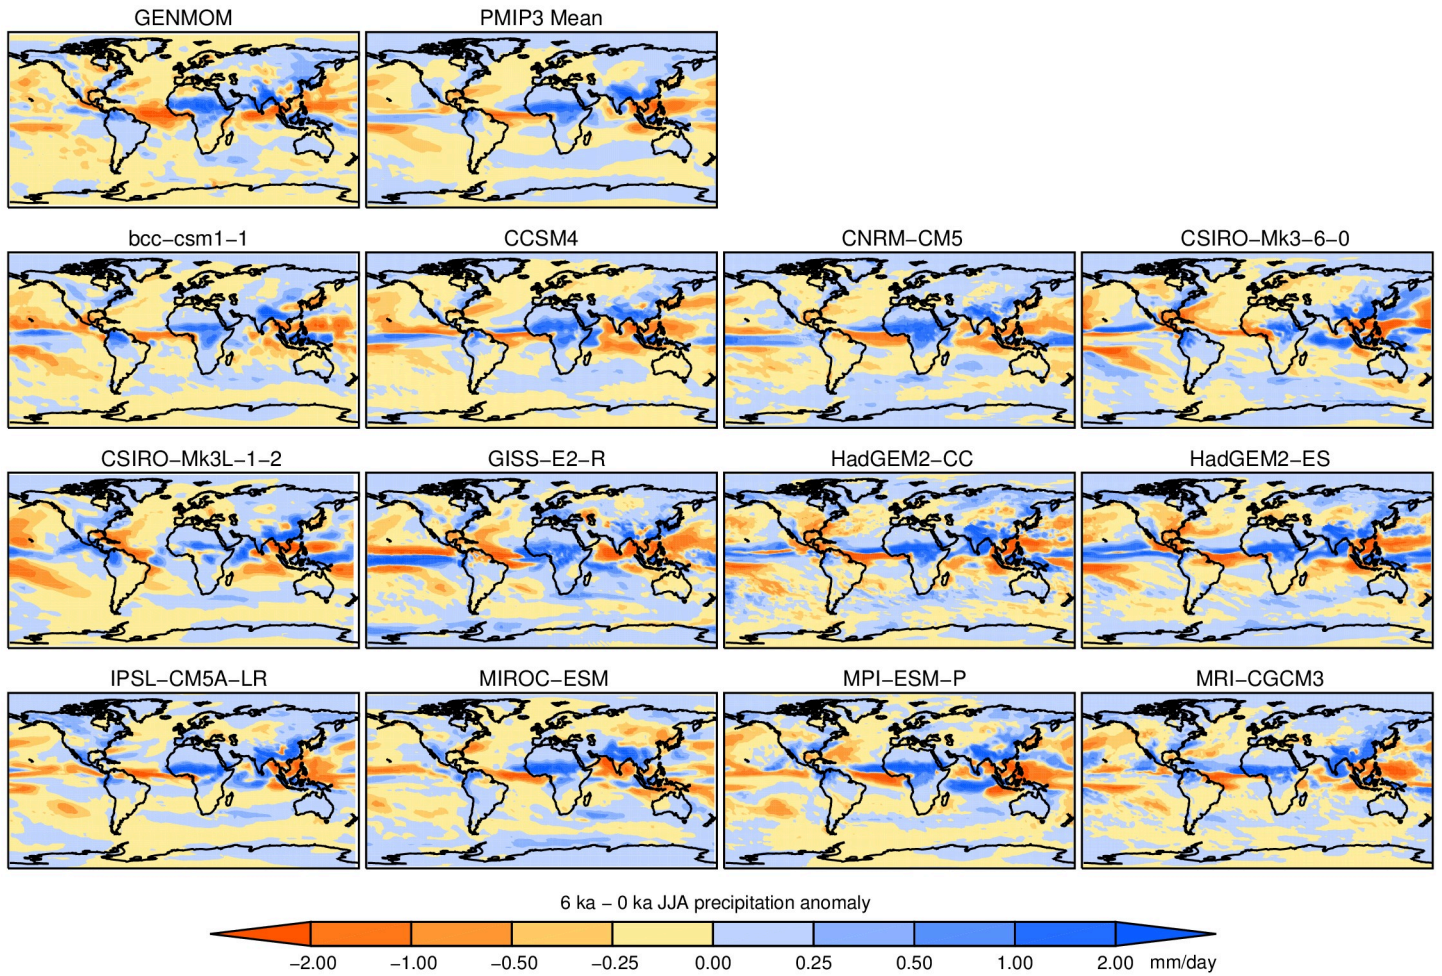 GENMOM PMIP3 Mean
bcc−csm1−1 CCSM4 CNRM−CM5 CSIRO−Mk3−6−0
CSIRO−Mk3L−1−2 GISS−E2−R HadGEM2−CC HadGEM2−ES
IPSL−CM5A−LR MIROC−ESM MPI−ESM−P MRI−CGCM3
6 ka − 0 ka JJA precipitation anomaly
−2.00 −1.00 −0.50 −0.25 0.00 0.25 0.50 1.00 2.00 mm/day